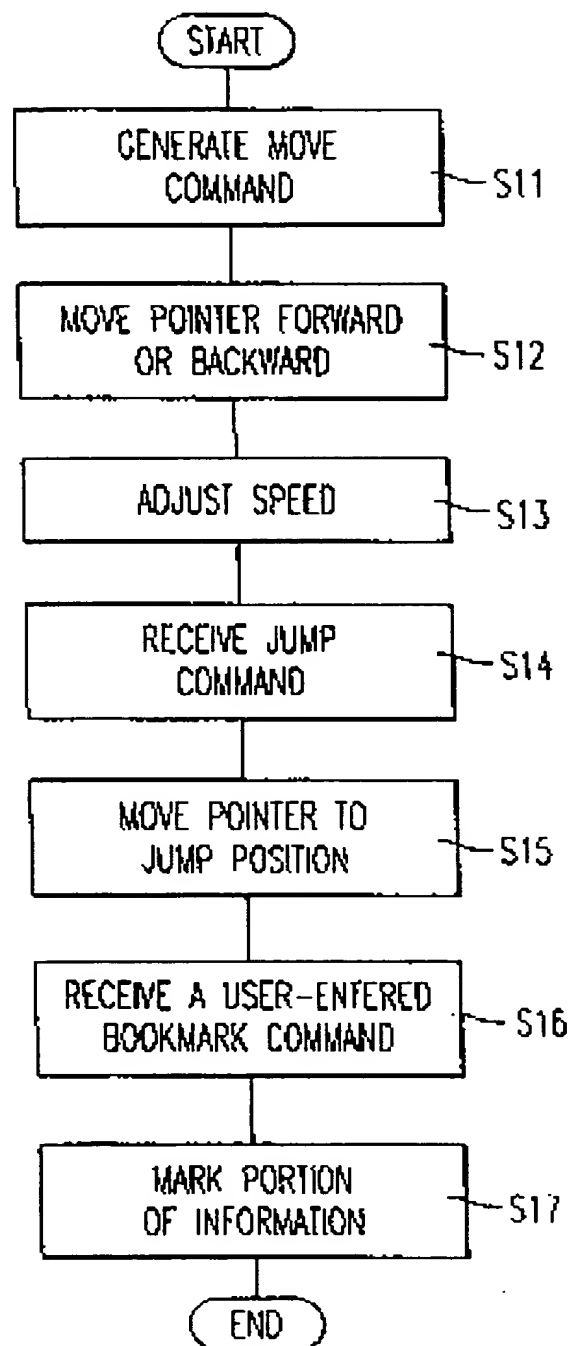 START
GENERATE MOVE
COMMAND
S11
MOVE POINTER FORWARD
OR BACKWARD
S12
ADJUST SPEED
S13
RECEIVE JUMP
COMMAND
S14
MOVE POINTER TO
JUMP POSITION
S15
RECEIVE A USER-ENTERED
BOOKMARK COMMAND
S16
MARK PORTION
OF INFORMATION
S17
END